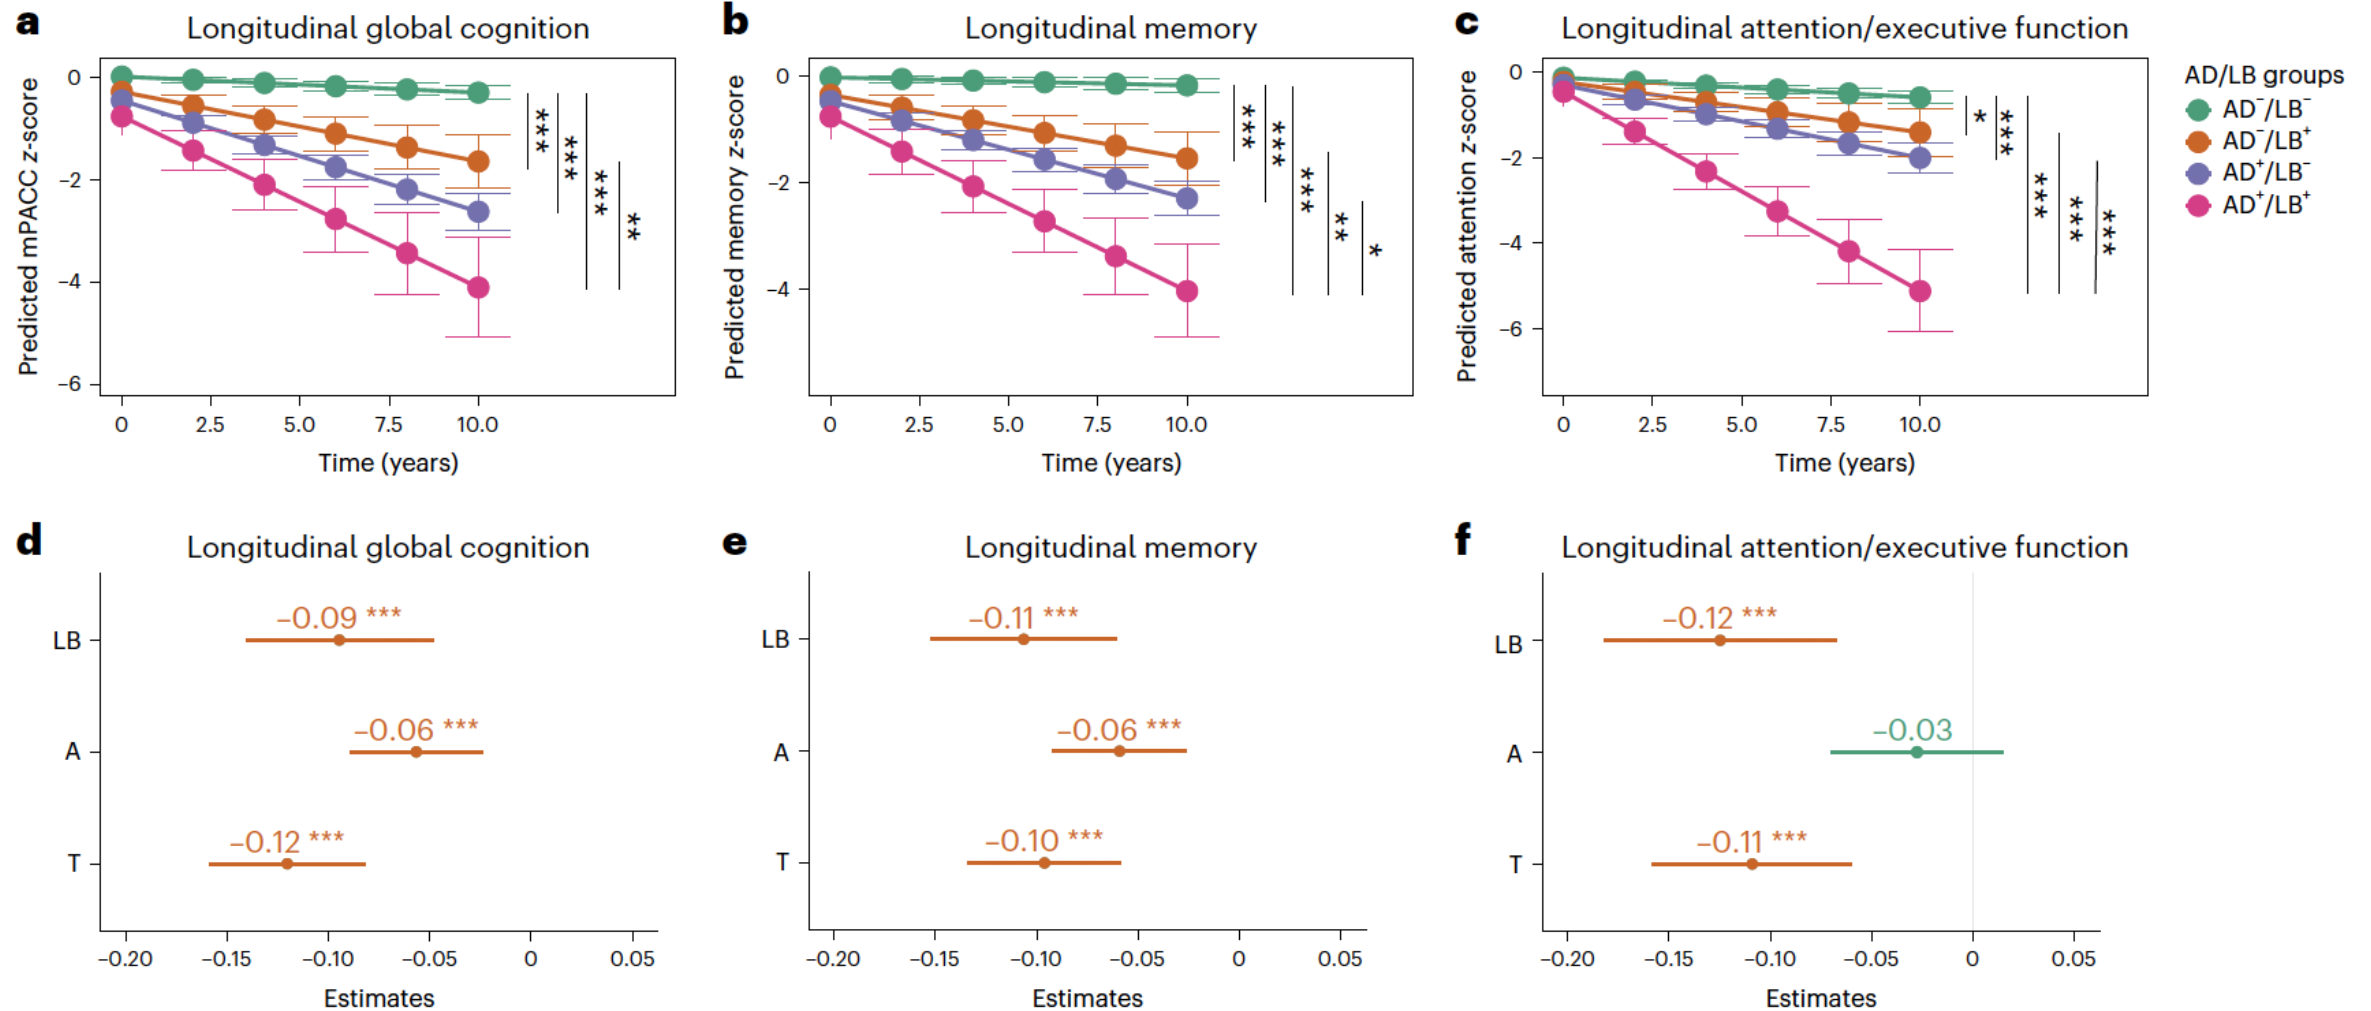 a Longitudinal global cognition
Predicted mPACC z-score
0
−2
−4
−6
***
***
***
**
0 2.5 5.0 7.5 10.0
Time (years)
b Longitudinal memory
Predicted memory z-score
0
−2
−4
***
***
***
**
*
0 2.5 5.0 7.5 10.0
Time (years)
c Longitudinal attention/executive function
Predicted attention z-score
0
−2
−4
−6
*
***
***
***
***
0 2.5 5.0 7.5 10.0
Time (years)
AD/LB groups
AD⁻/LB⁻
AD⁻/LB⁺
AD⁺/LB⁻
AD⁺/LB⁺
d Longitudinal global cognition
LB −0.09 ***
A −0.06 ***
T −0.12 ***
−0.20 −0.15 −0.10 −0.05 0 0.05
Estimates
e Longitudinal memory
LB −0.11 ***
A −0.06 ***
T −0.10 ***
−0.20 −0.15 −0.10 −0.05 0 0.05
Estimates
f Longitudinal attention/executive function
LB −0.12 ***
A −0.03
T −0.11 ***
−0.20 −0.15 −0.10 −0.05 0 0.05
Estimates